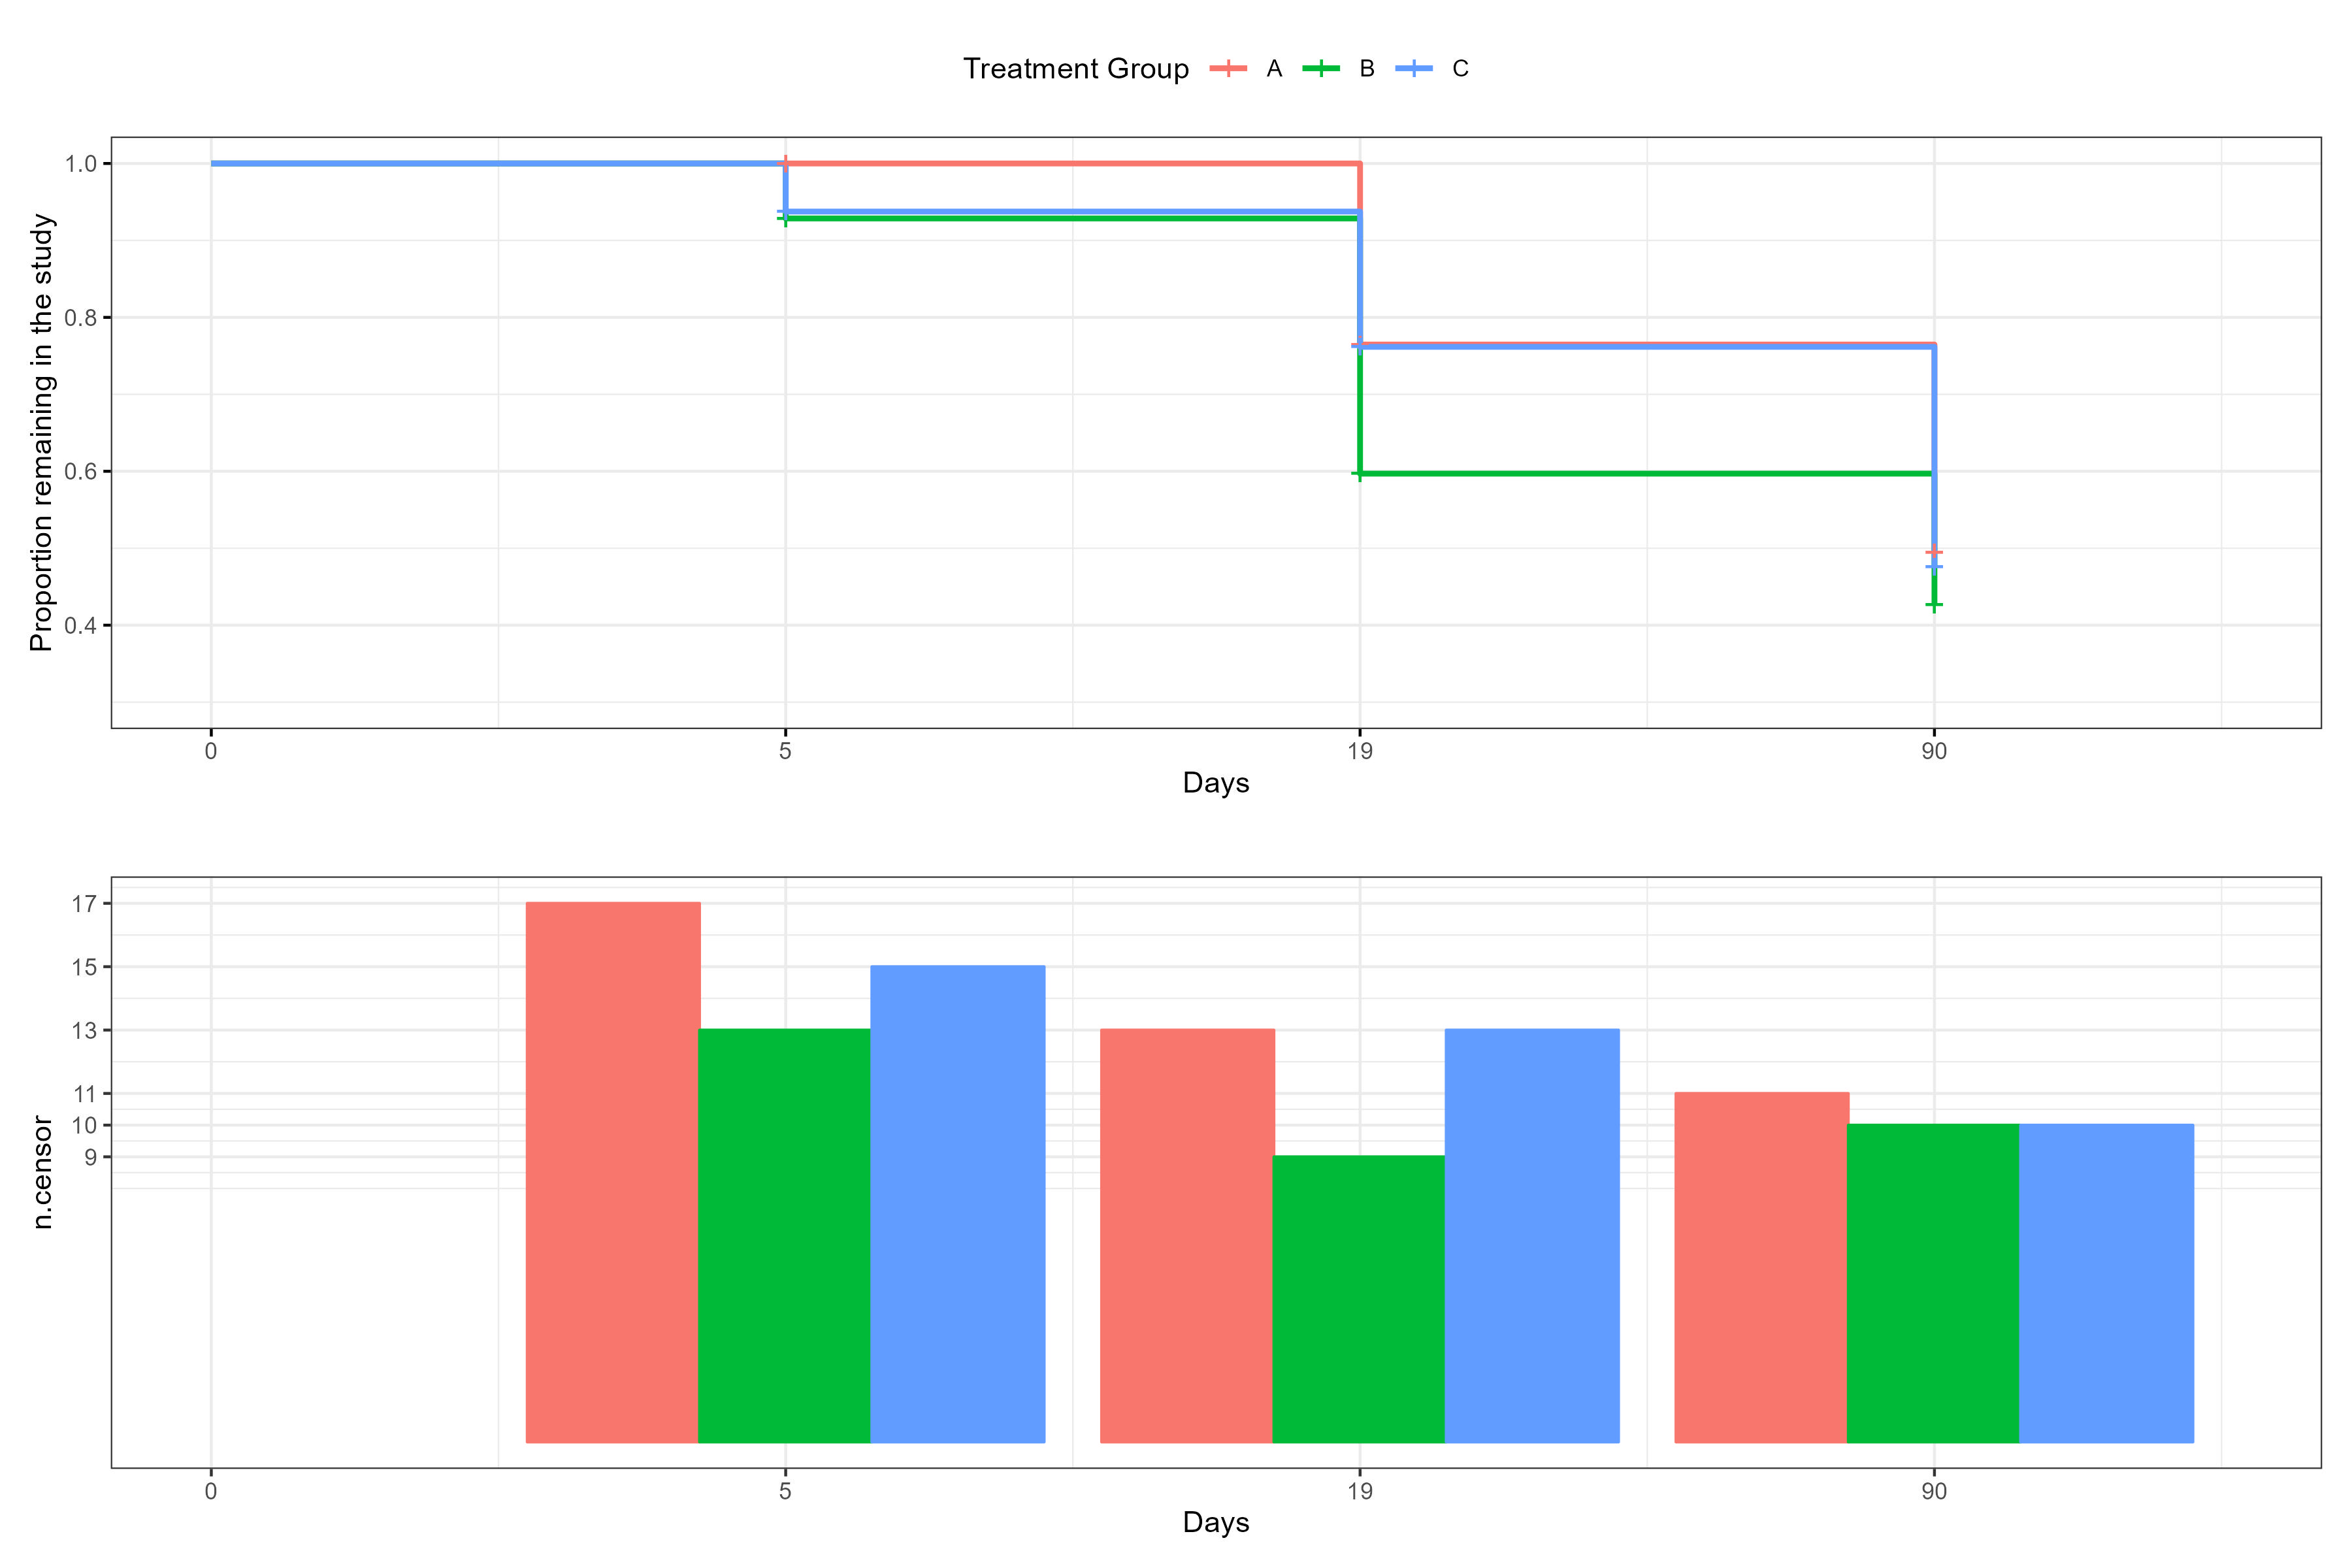 Treatment Group A B C
Proportion remaining in the study
1.0
0.8
0.6
0.4
0 5 19 90
Days
n.censor
17
15
13
11
10
9
0 5 19 90
Days